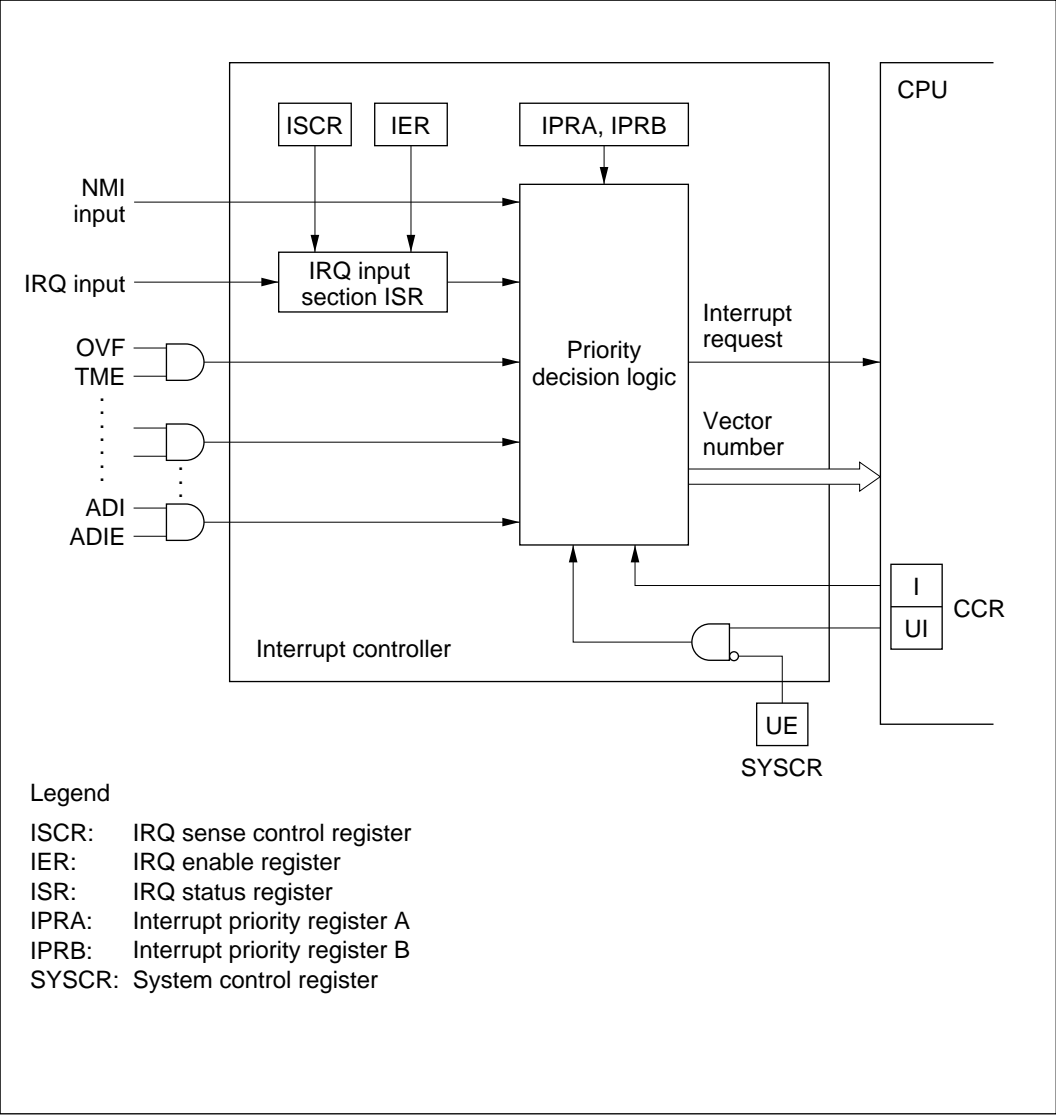 CPU
ISCR
IER
IPRA, IPRB
NMI
input
IRQ input
IRQ input
section ISR
OVF
TME
Priority
decision logic
Interrupt
request
Vector
number
ADI
ADIE
I
UI
CCR
Interrupt controller
UE
SYSCR
Legend
ISCR: IRQ sense control register
IER: IRQ enable register
ISR: IRQ status register
IPRA: Interrupt priority register A
IPRB: Interrupt priority register B
SYSCR: System control register